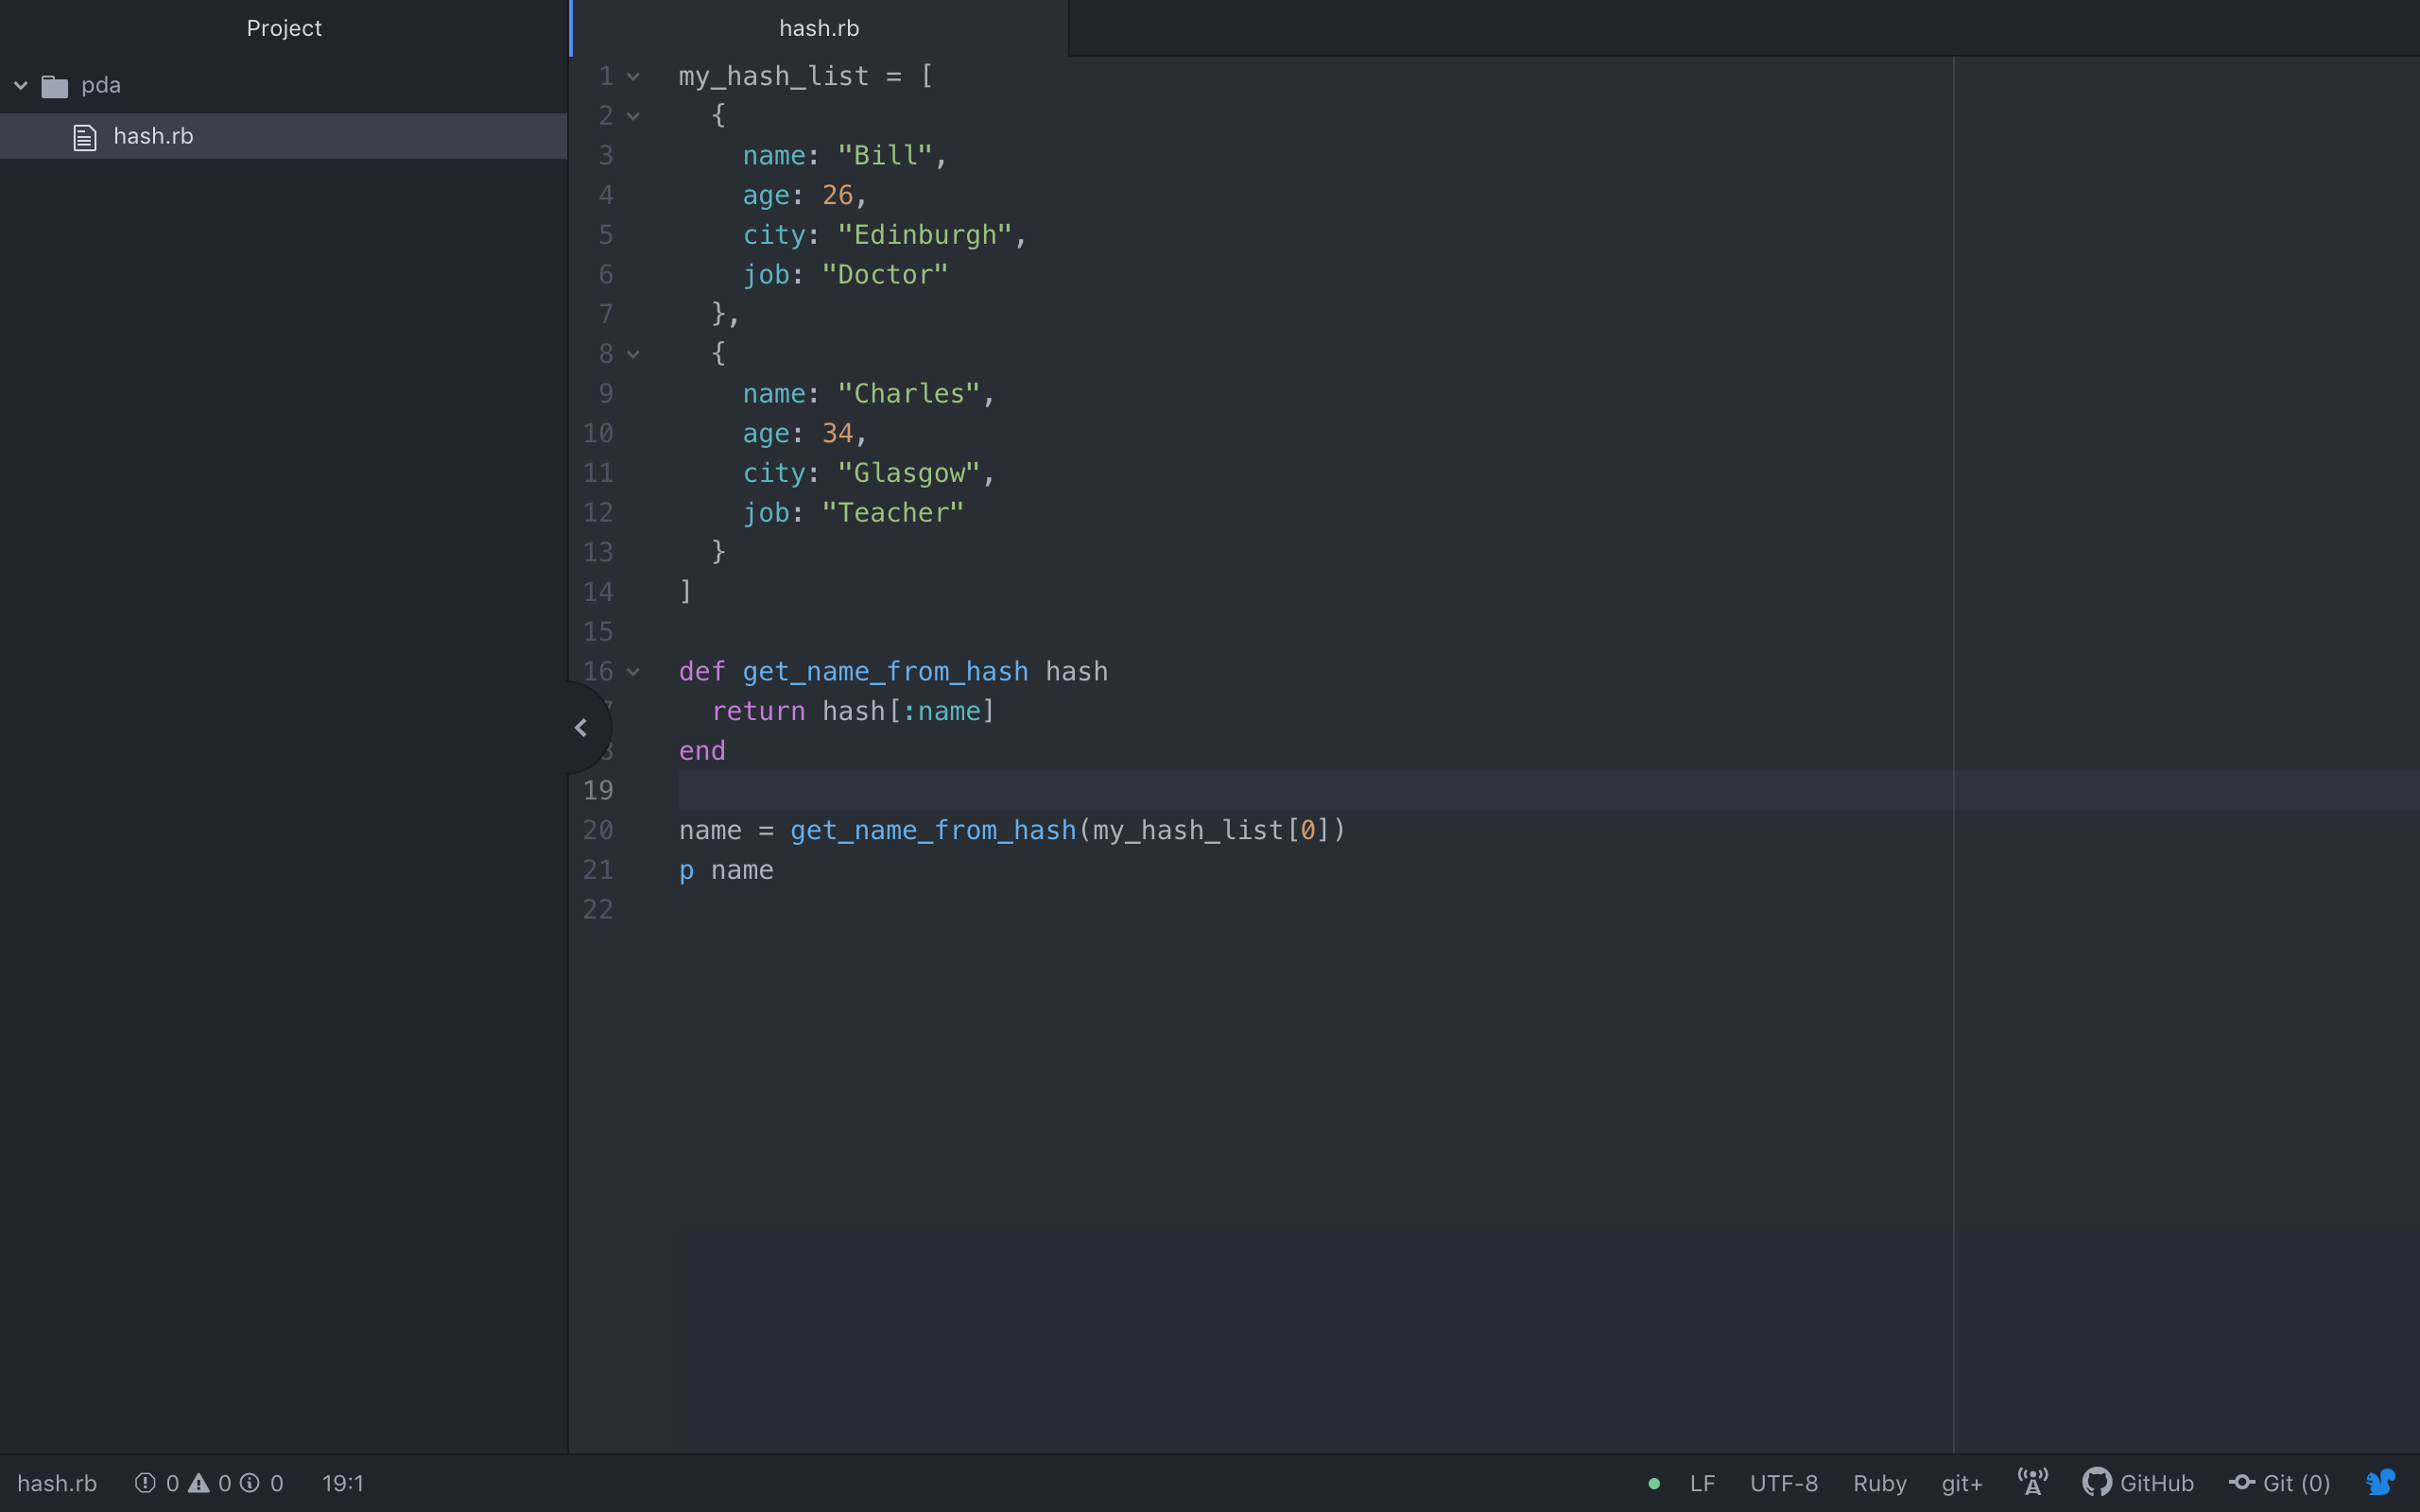 Project
pda
hash.rb
hash.rb
1 my_hash_list = [
2 {
3 name: "Bill",
4 age: 26,
5 city: "Edinburgh",
6 job: "Doctor"
7 },
8 {
9 name: "Charles",
10 age: 34,
11 city: "Glasgow",
12 job: "Teacher"
13 }
14 ]
15
16 def get_name_from_hash hash
return hash[:name]
end
19
20 name = get_name_from_hash(my_hash_list[0])
21 p name
22
hash.rb 0 0 0 19:1 LF UTF-8 Ruby git+ GitHub Git (0)